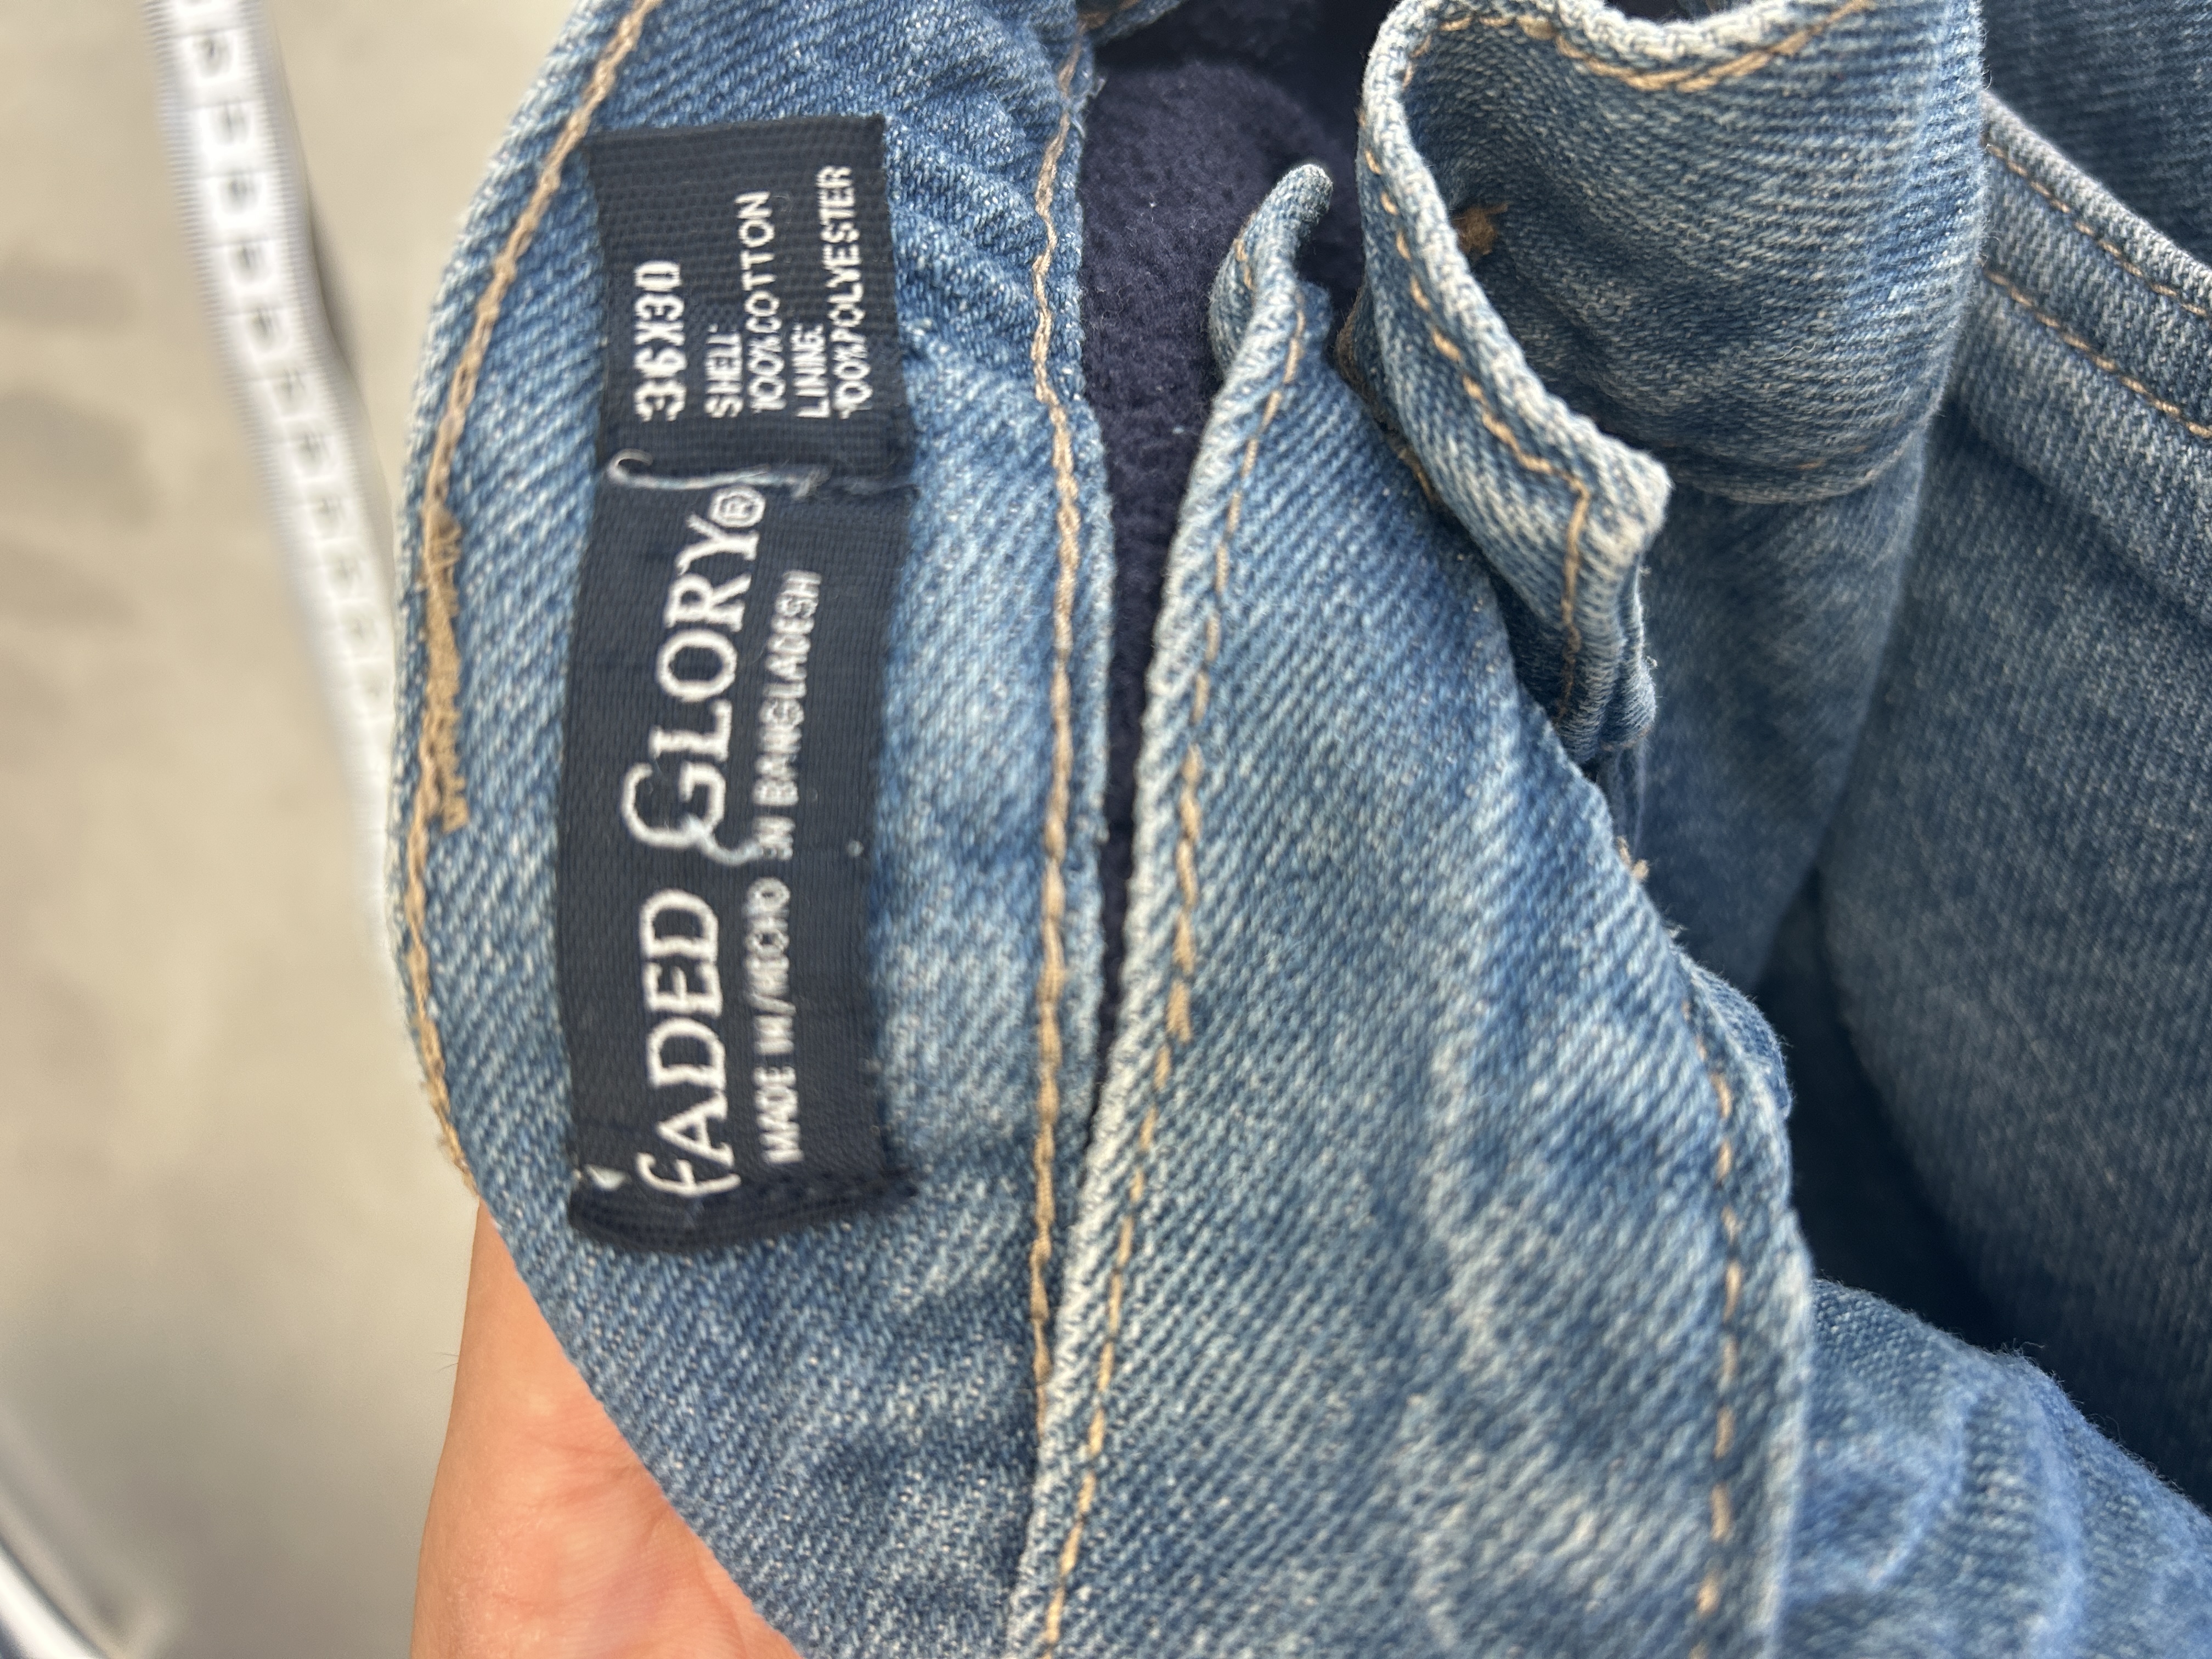 FADED GLORY®
MADE IN/HECHO EN BANGLADESH
36X30
SHELL:
100%COTTON
LINING:
100%POLYESTER